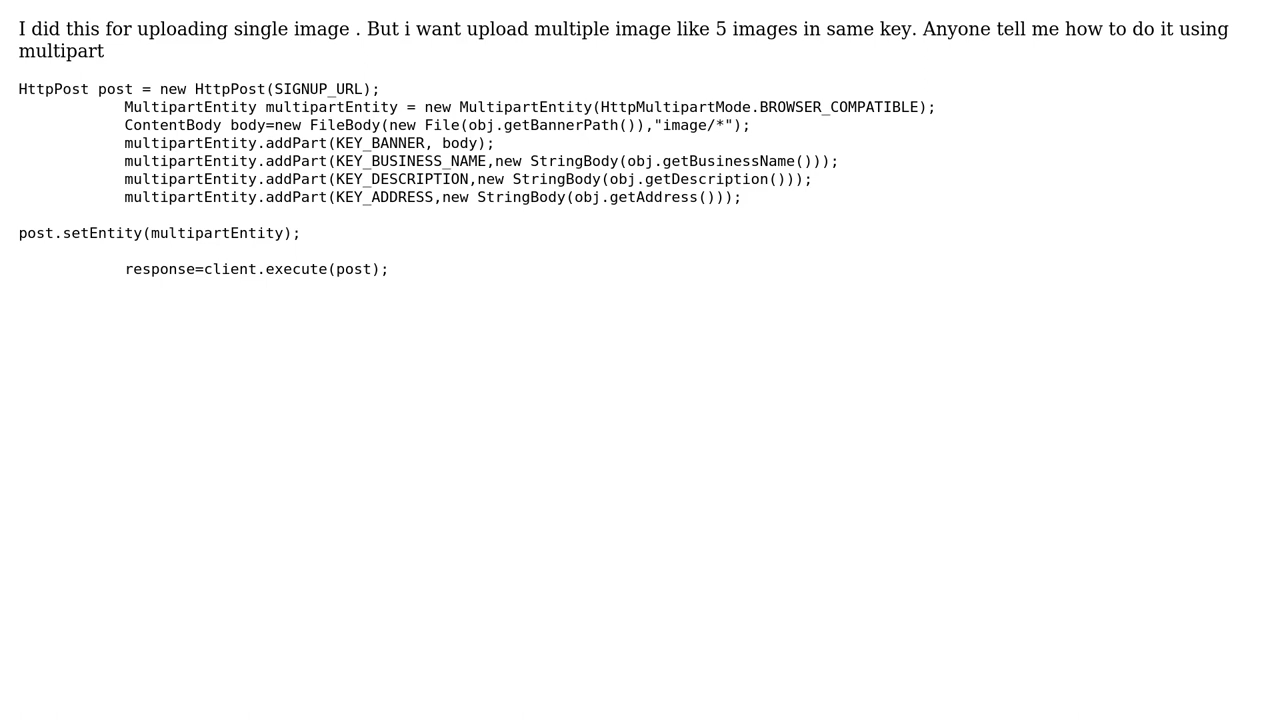 I did this for uploading single image . But i want upload multiple image like 5 images in same key. Anyone tell me how to do it using
multipart
HttpPost post = new HttpPost(SIGNUP_URL);
MultipartEntity multipartEntity = new MultipartEntity(HttpMultipartMode.BROWSER_COMPATIBLE);
ContentBody body=new FileBody(new File(obj.getBannerPath()),"image/*");
multipartEntity.addPart(KEY_BANNER, body);
multipartEntity.addPart(KEY_BUSINESS_NAME,new StringBody(obj.getBusinessName()));
multipartEntity.addPart(KEY_DESCRIPTION,new StringBody(obj.getDescription()));
multipartEntity.addPart(KEY_ADDRESS,new StringBody(obj.getAddress()));
post.setEntity(multipartEntity);
response=client.execute(post);